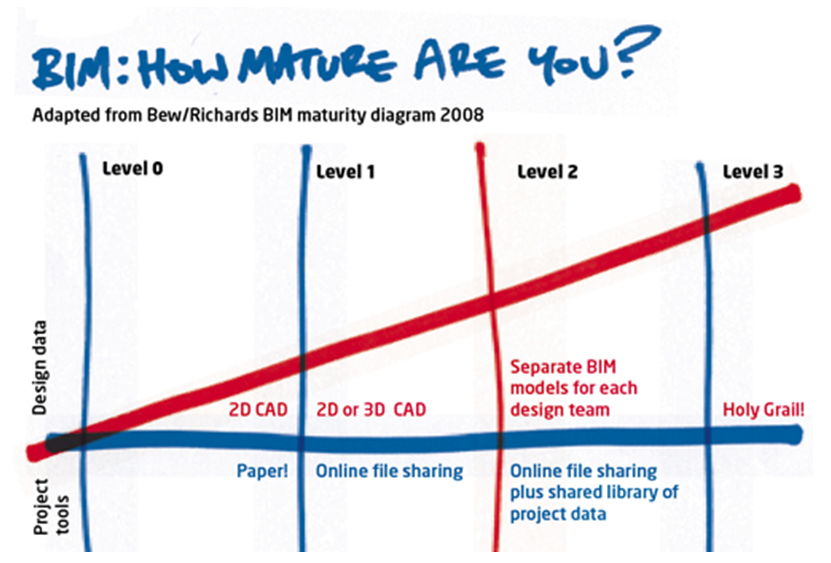 BIM: HOW MATURE ARE YOU?
Adapted from Bew/Richards BIM maturity diagram 2008
Level 0
Level 1
Level 2
Level 3
Design data
2D CAD
2D or 3D CAD
Separate BIM
models for each
design team
Holy Grail!
Project
tools
Paper!
Online file sharing
Online file sharing
plus shared library of
project data